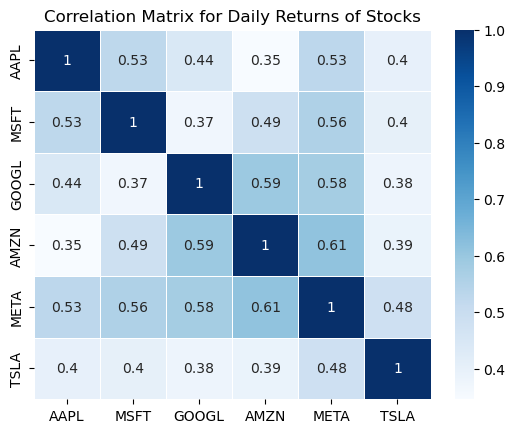 Correlation Matrix for Daily Returns of Stocks
AAPL 1 0.53 0.44 0.35 0.53 0.4
MSFT 0.53 1 0.37 0.49 0.56 0.4
GOOGL 0.44 0.37 1 0.59 0.58 0.38
AMZN 0.35 0.49 0.59 1 0.61 0.39
META 0.53 0.56 0.58 0.61 1 0.48
TSLA 0.4 0.4 0.38 0.39 0.48 1
AAPL MSFT GOOGL AMZN META TSLA
1.0
0.9
0.8
0.7
0.6
0.5
0.4